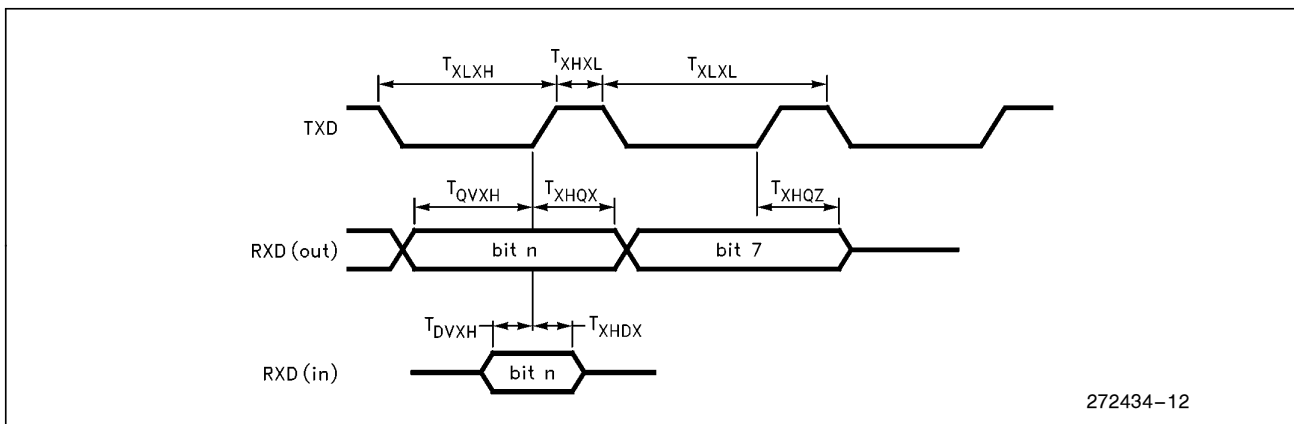 T_XLXH T_XHXL T_XLXL
TXD
T_QVXH T_XHQX T_XHQZ
RXD (out) bit n bit 7
T_DVXH T_XHDX
RXD (in) bit n
272434–12